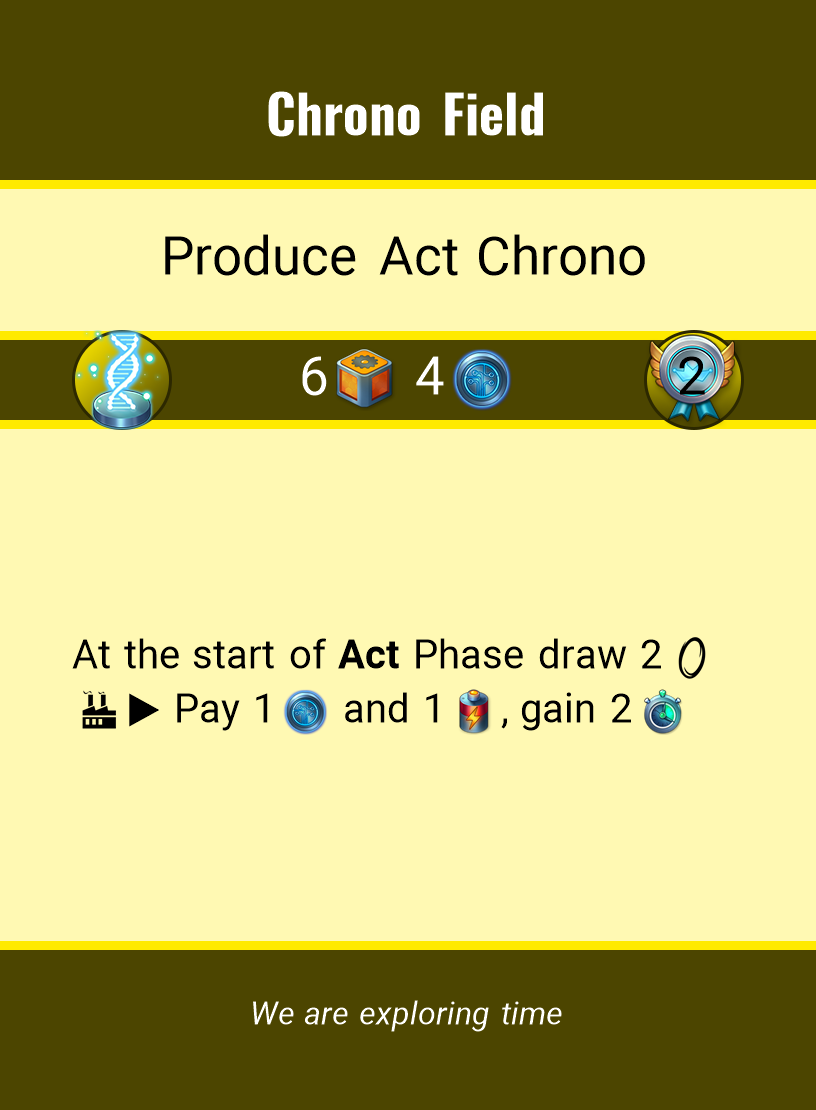 Chrono Field
Produce Act Chrono
6 4 2
At the start of Act Phase draw 2
Pay 1 and 1 , gain 2
We are exploring time